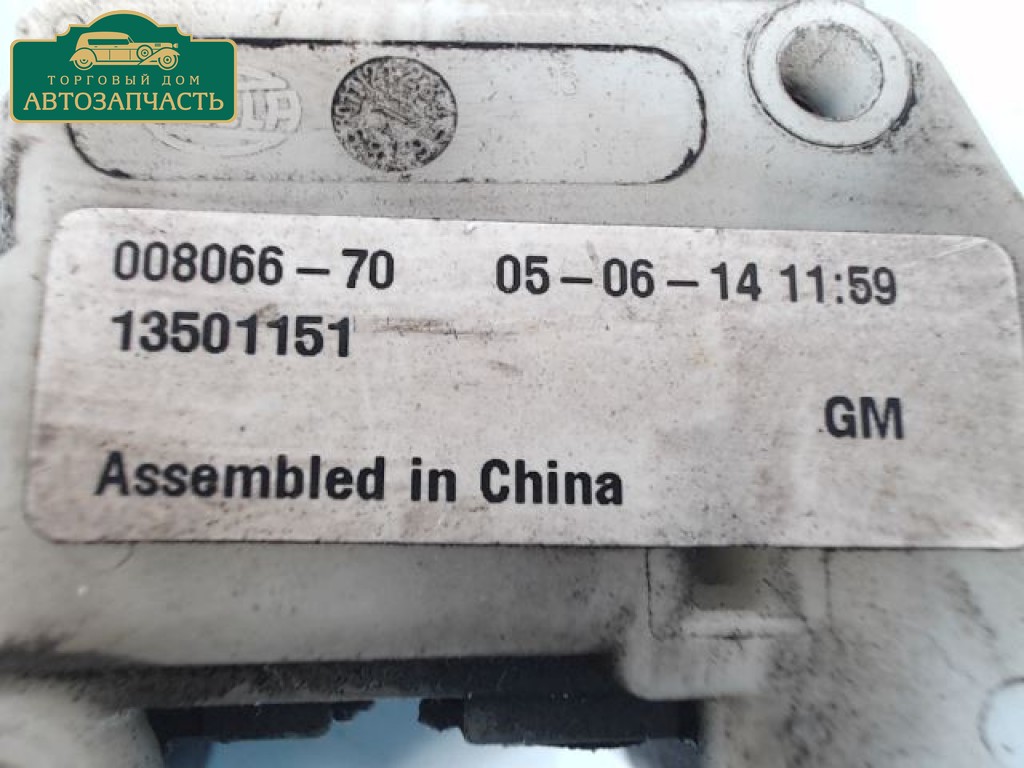 ТОРГОВЫЙ ДОМ
АВТОЗАПЧАСТЬ
008066-70 05-06-14 11:59
13501151
GM
Assembled in China